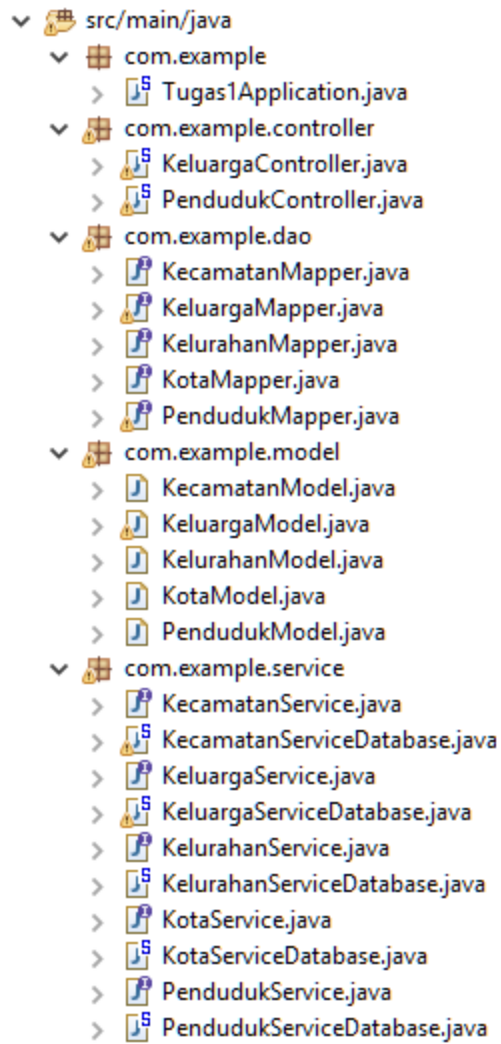 src/main/java
com.example
Tugas1Application.java
com.example.controller
KeluargaController.java
PendudukController.java
com.example.dao
KecamatanMapper.java
KeluargaMapper.java
KelurahanMapper.java
KotaMapper.java
PendudukMapper.java
com.example.model
KecamatanModel.java
KeluargaModel.java
KelurahanModel.java
KotaModel.java
PendudukModel.java
com.example.service
KecamatanService.java
KecamatanServiceDatabase.java
KeluargaService.java
KeluargaServiceDatabase.java
KelurahanService.java
KelurahanServiceDatabase.java
KotaService.java
KotaServiceDatabase.java
PendudukService.java
PendudukServiceDatabase.java